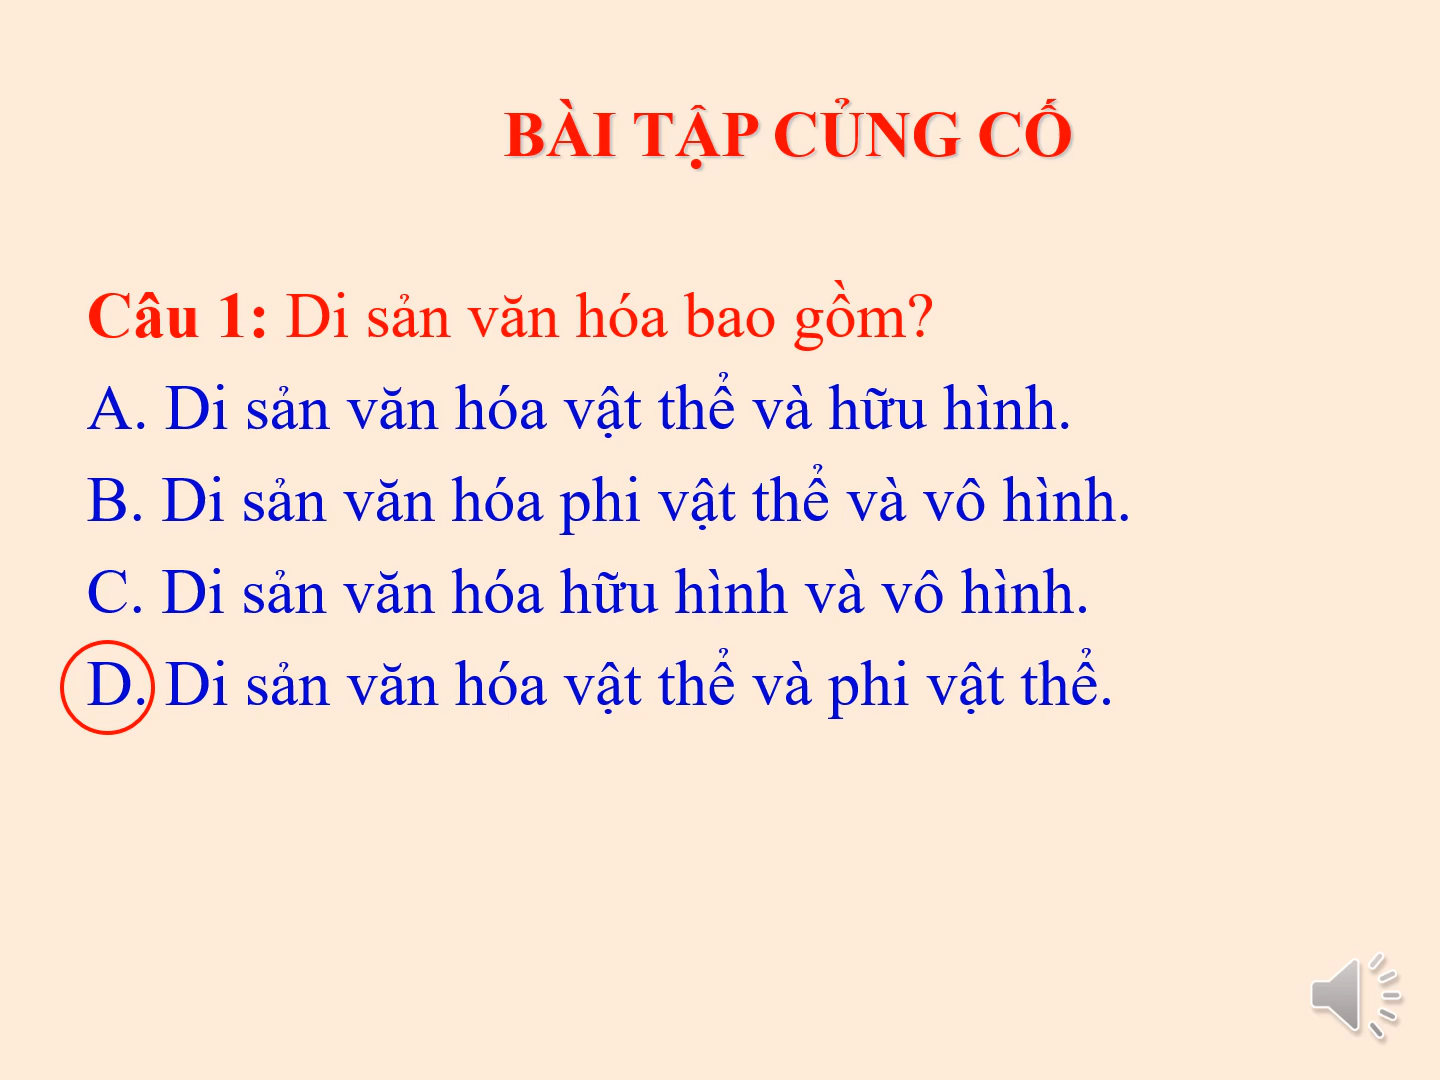 BÀI TẬP CỦNG CỐ
Câu 1: Di sản văn hóa bao gồm?
A. Di sản văn hóa vật thể và hữu hình.
B. Di sản văn hóa phi vật thể và vô hình.
C. Di sản văn hóa hữu hình và vô hình.
D. Di sản văn hóa vật thể và phi vật thể.